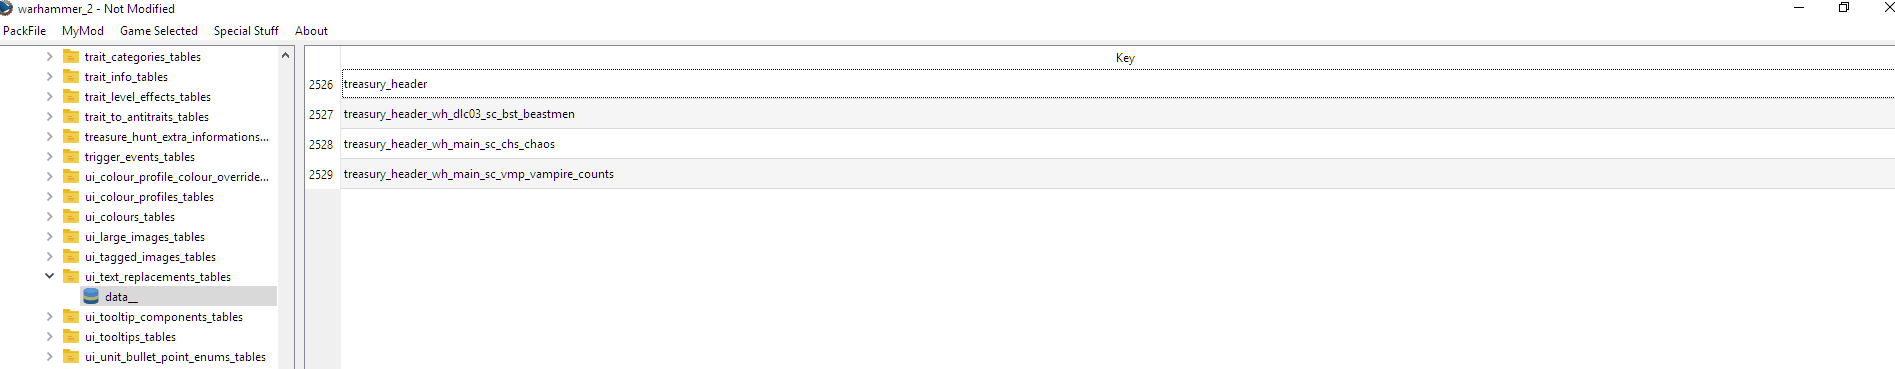 warhammer_2 - Not Modified
PackFile MyMod Game Selected Special Stuff About
trait_categories_tables
trait_info_tables
trait_level_effects_tables
trait_to_antitraits_tables
treasure_hunt_extra_informations...
trigger_events_tables
ui_colour_profile_colour_override...
ui_colour_profiles_tables
ui_colours_tables
ui_large_images_tables
ui_tagged_images_tables
ui_text_replacements_tables
data__
ui_tooltip_components_tables
ui_tooltips_tables
ui_unit_bullet_point_enums_tables
Key
2526 treasury_header
2527 treasury_header_wh_dlc03_sc_bst_beastmen
2528 treasury_header_wh_main_sc_chs_chaos
2529 treasury_header_wh_main_sc_vmp_vampire_counts